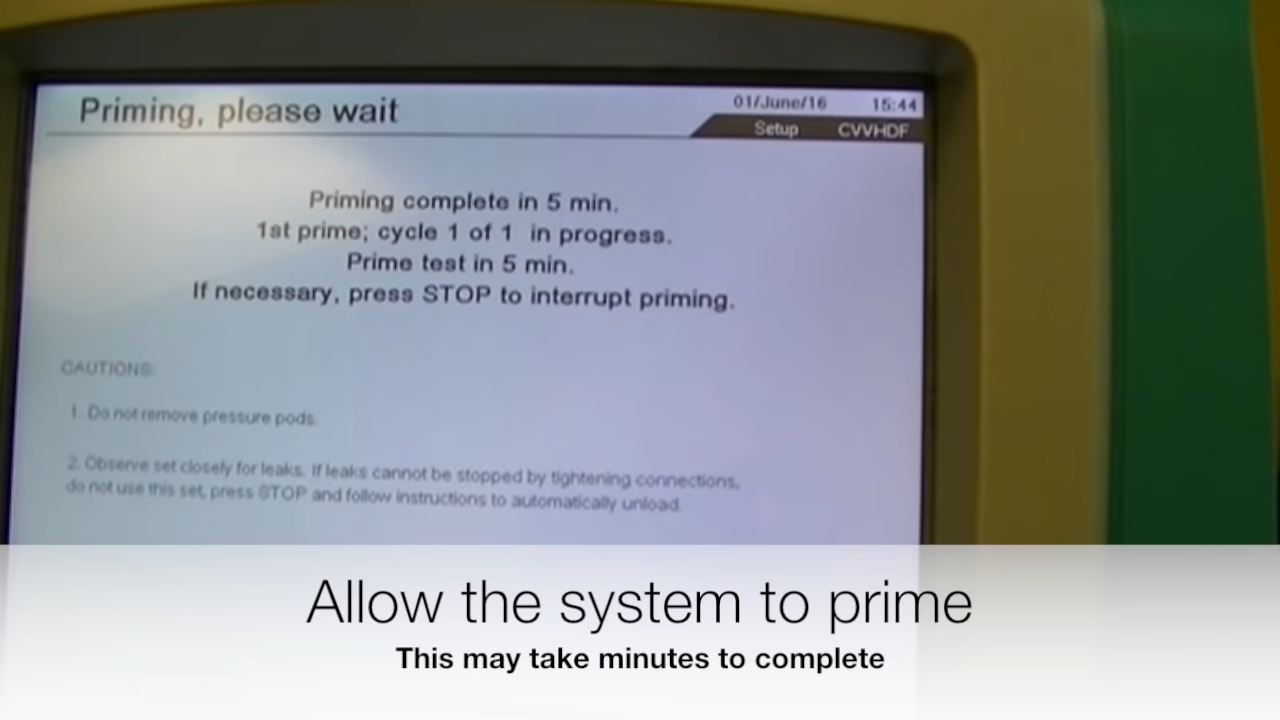 Priming, please wait
01/June/16 15:44
Setup CVVHDF
Priming complete in 5 min.
1st prime; cycle 1 of 1 in progress.
Prime test in 5 min.
If necessary, press STOP to interrupt priming.
CAUTIONS:
1. Do not remove pressure pods.
2. Observe set closely for leaks. If leaks cannot be stopped by tightening connections,
do not use this set, press STOP and follow instructions to automatically unload.
Allow the system to prime
This may take minutes to complete